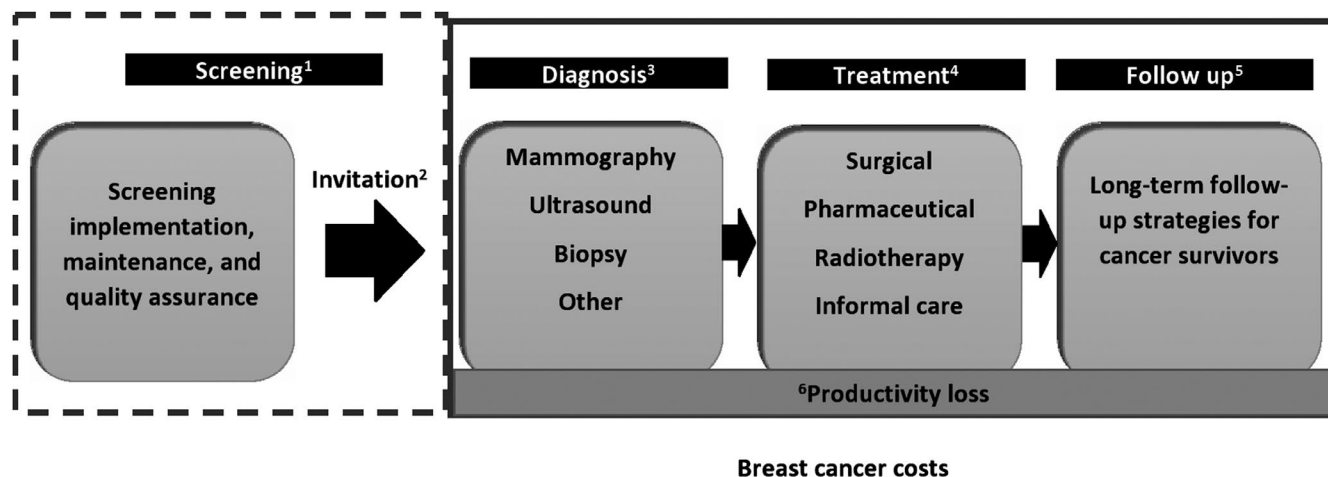 Screening¹
Screening
implementation,
maintenance, and
quality assurance
Invitation²
Diagnosis³
Mammography
Ultrasound
Biopsy
Other
Treatment⁴
Surgical
Pharmaceutical
Radiotherapy
Informal care
Follow up⁵
Long-term follow-
up strategies for
cancer survivors
⁶Productivity loss
Breast cancer costs